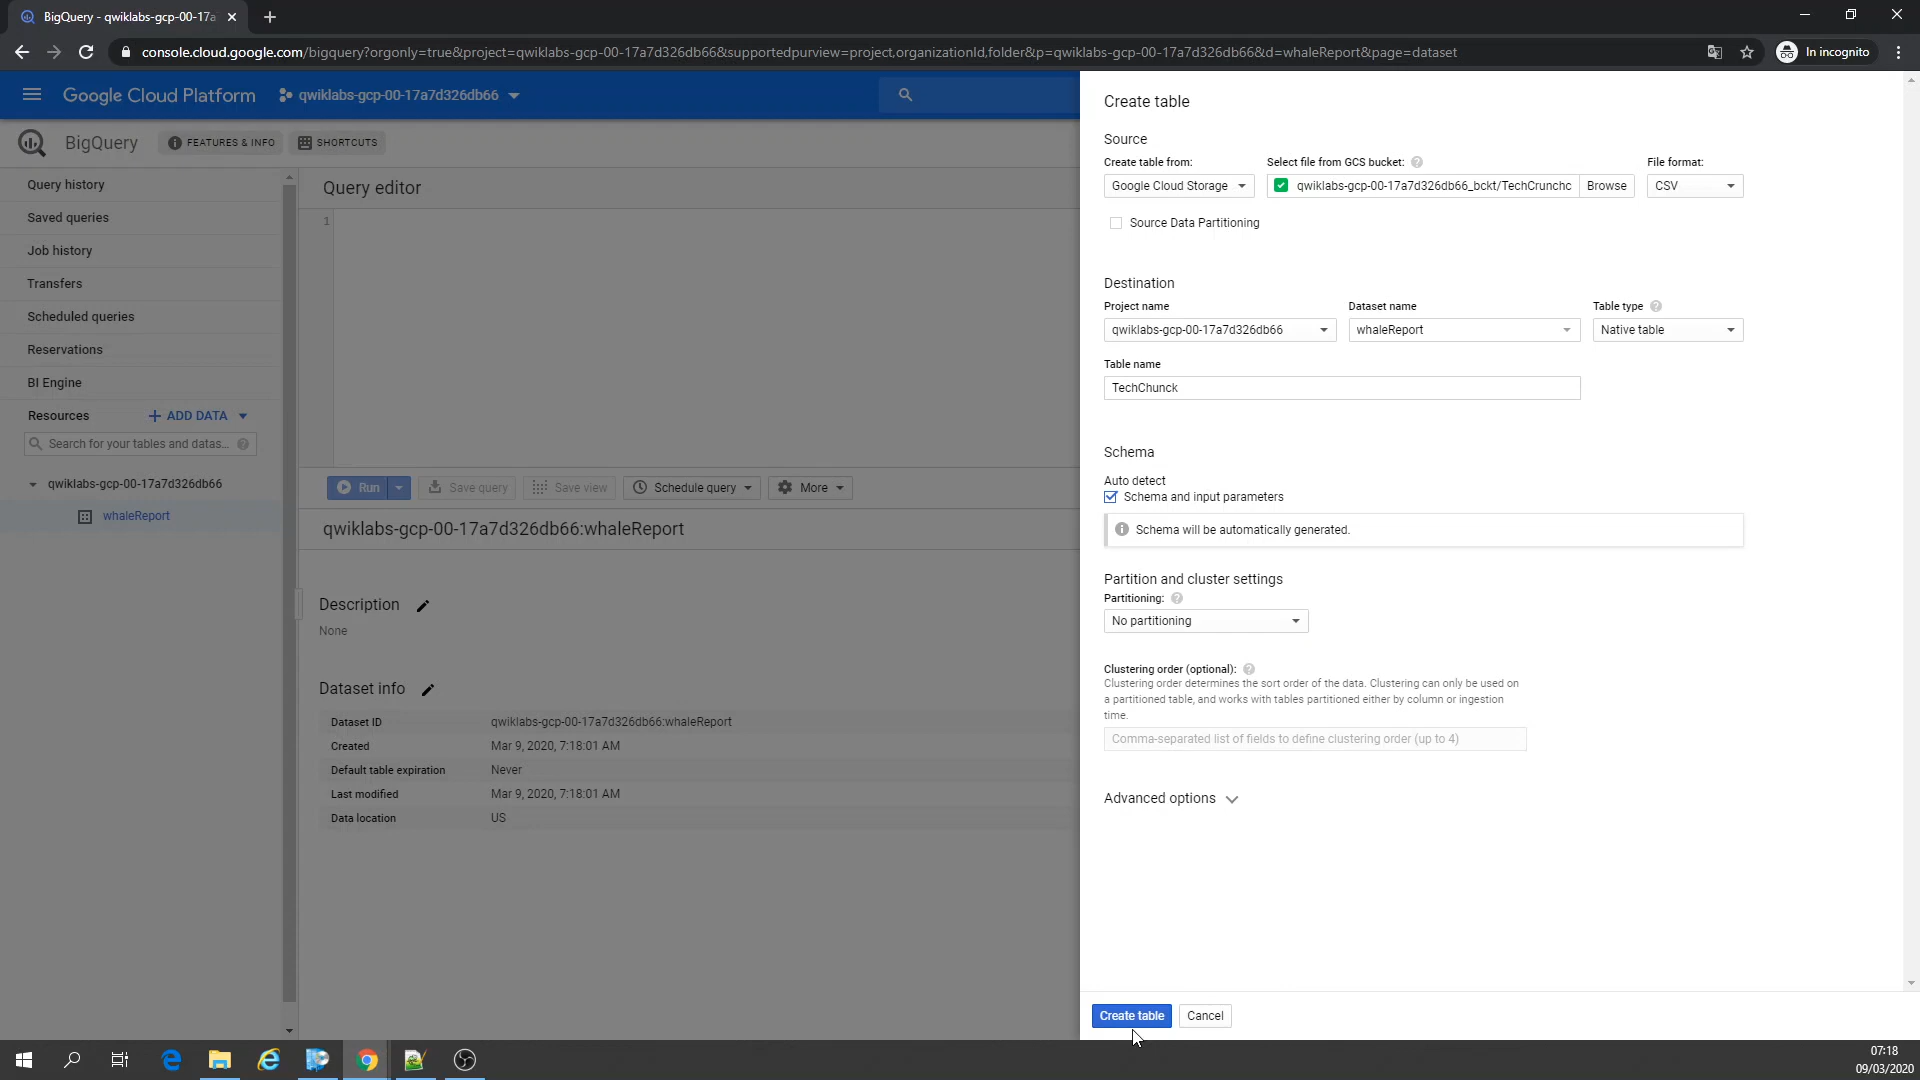 BigQuery - qwiklabs-gcp-00-17a
console.cloud.google.com/bigquery?orgonly=true&project=qwiklabs-gcp-00-17a7d326db66&supportedpurview=project,organizationId,folder&p=qwiklabs-gcp-00-17a7d326db66&d=whaleReport&page=dataset
In incognito
Google Cloud Platform
qwiklabs-gcp-00-17a7d326db66
BigQuery
FEATURES & INFO
SHORTCUTS
Query history
Saved queries
Job history
Transfers
Scheduled queries
Reservations
BI Engine
Resources
ADD DATA
Search for your tables and datas...
qwiklabs-gcp-00-17a7d326db66
whaleReport
Query editor
1
Run
Save query
Save view
Schedule query
More
qwiklabs-gcp-00-17a7d326db66:whaleReport
Description
None
Dataset info
Dataset ID qwiklabs-gcp-00-17a7d326db66:whaleReport
Created Mar 9, 2020, 7:18:01 AM
Default table expiration Never
Last modified Mar 9, 2020, 7:18:01 AM
Data location US
Create table
Source
Create table from: Select file from GCS bucket: File format:
Google Cloud Storage qwiklabs-gcp-00-17a7d326db66_bckt/TechCrunchc Browse CSV
Source Data Partitioning
Destination
Project name Dataset name Table type
qwiklabs-gcp-00-17a7d326db66 whaleReport Native table
Table name
TechChunck
Schema
Auto detect
Schema and input parameters
Schema will be automatically generated.
Partition and cluster settings
Partitioning:
No partitioning
Clustering order (optional):
Clustering order determines the sort order of the data. Clustering can only be used on
a partitioned table, and works with tables partitioned either by column or ingestion
time.
Comma-separated list of fields to define clustering order (up to 4)
Advanced options
Create table Cancel
07:18
09/03/2020